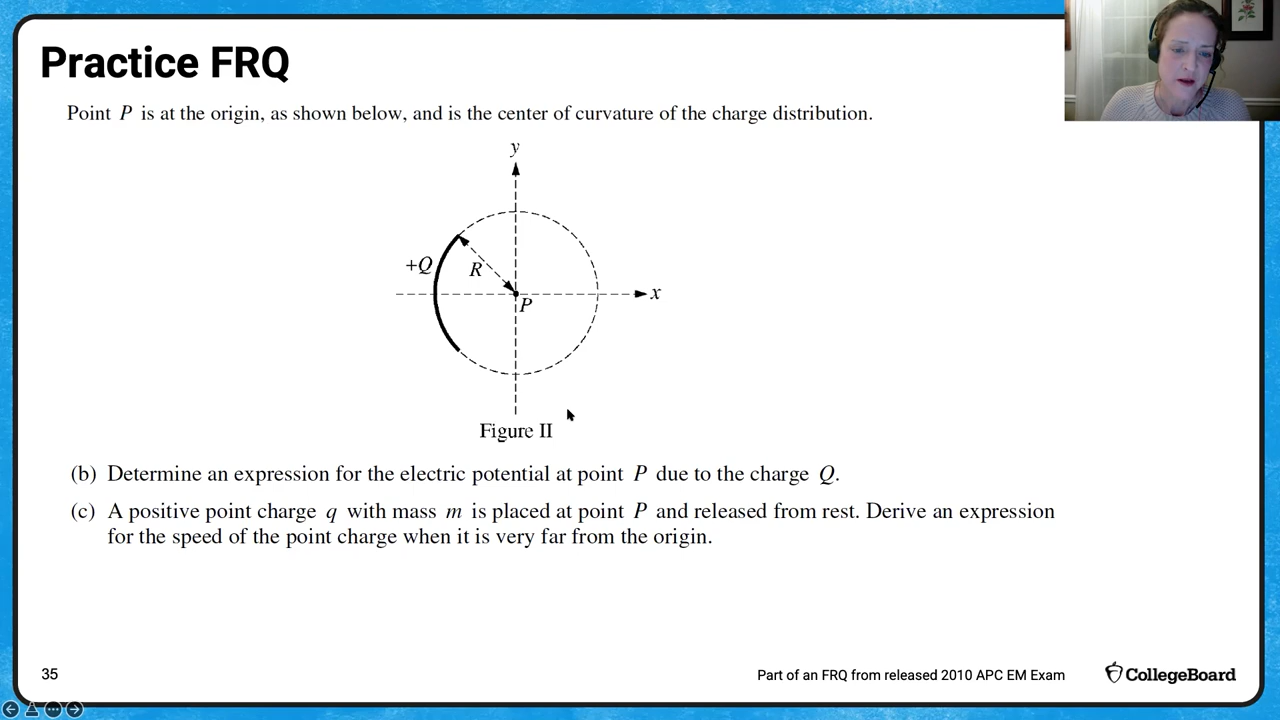 Practice FRQ
Point P is at the origin, as shown below, and is the center of curvature of the charge distribution.
y
+Q
R
x
P
Figure II
(b) Determine an expression for the electric potential at point P due to the charge Q.
(c) A positive point charge q with mass m is placed at point P and released from rest. Derive an expression
for the speed of the point charge when it is very far from the origin.
35
Part of an FRQ from released 2010 APC EM Exam
CollegeBoard